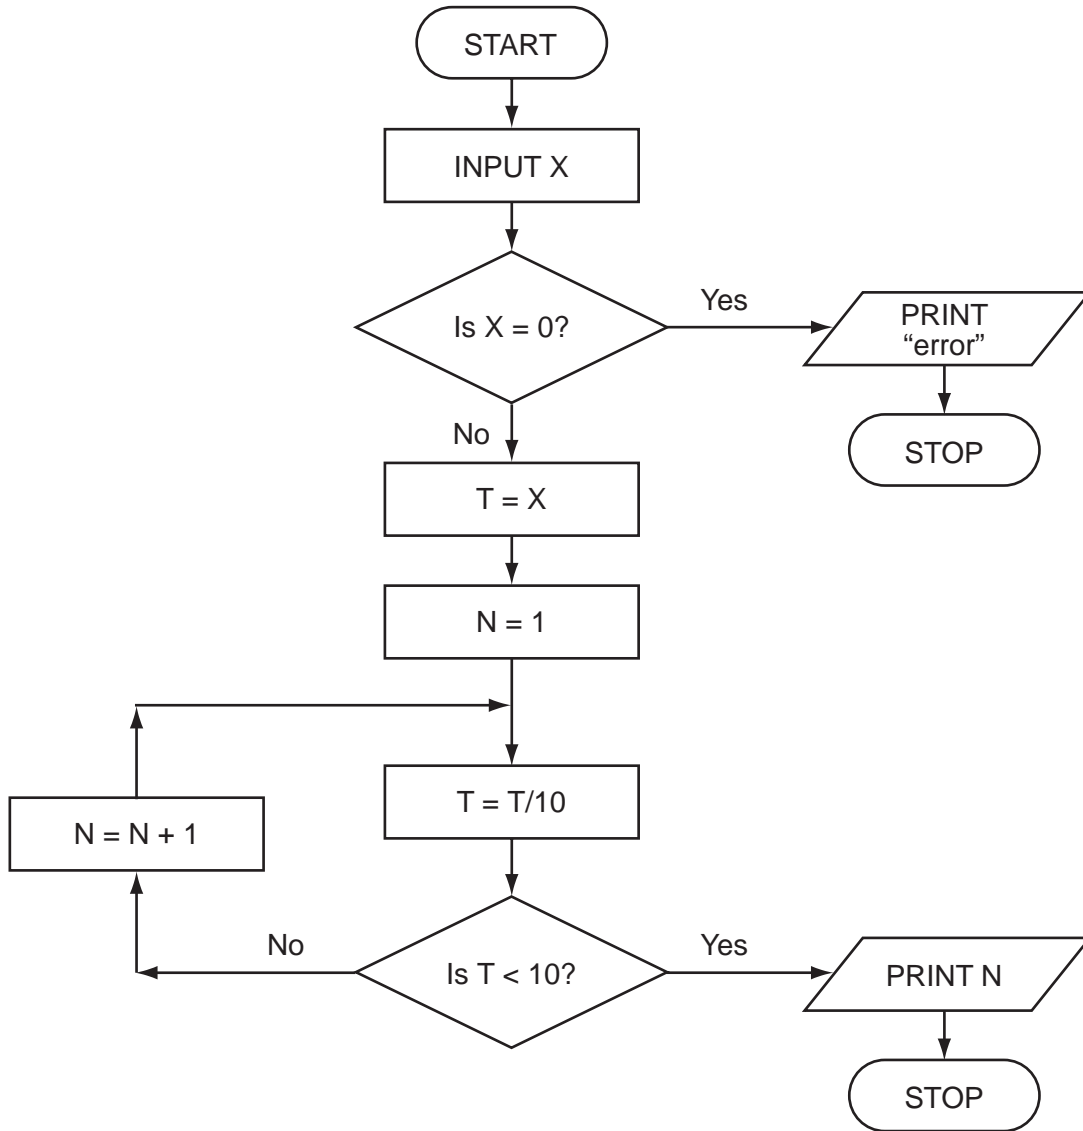 START
INPUT X
Is X = 0?
Yes
PRINT
“error”
STOP
No
T = X
N = 1
T = T/10
N = N + 1
Is T < 10?
No
Yes
PRINT N
STOP